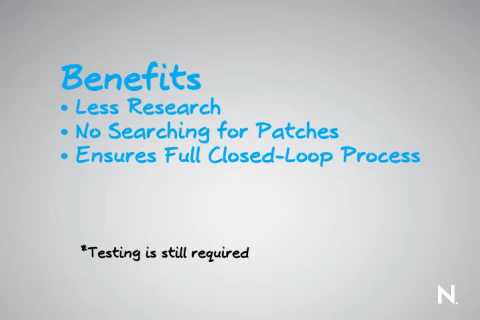 Benefits
• Less Research
• No Searching for Patches
• Ensures Full Closed-Loop Process
*Testing is still required
N.